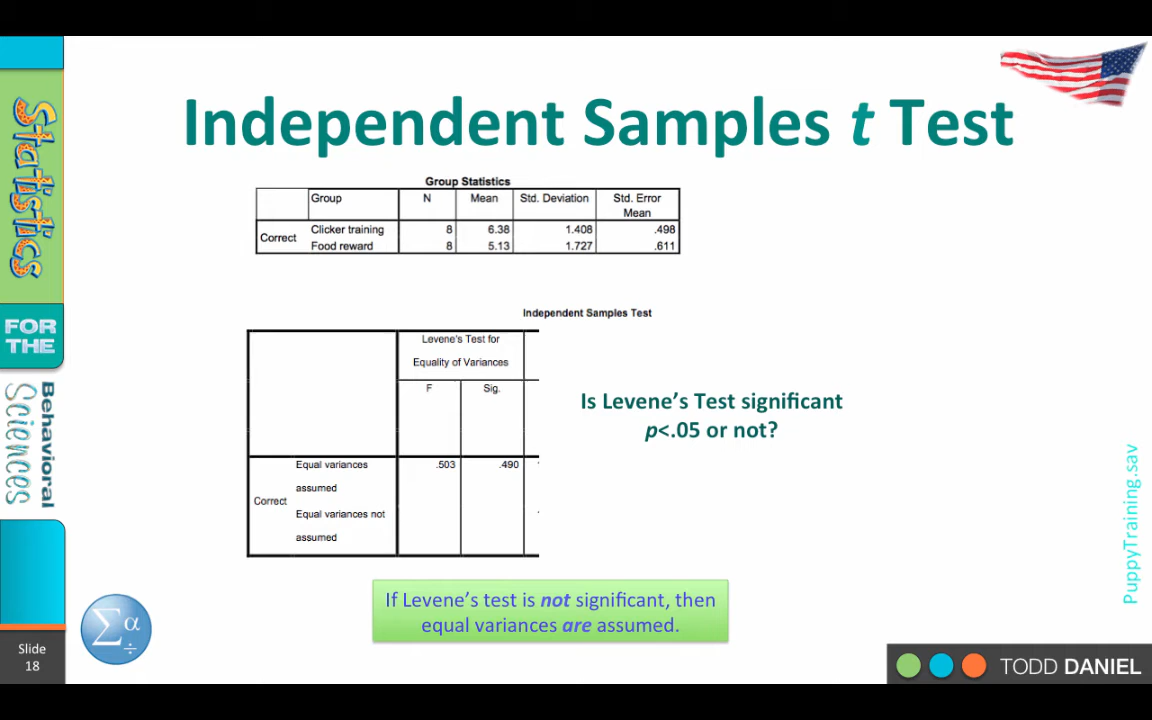 Independent Samples t Test
Group Statistics
Group N Mean Std. Deviation Std. Error
Mean
Correct
Clicker training 8 6.38 1.408 .498
Food reward 8 5.13 1.727 .611
Independent Samples Test
Levene's Test for
Equality of Variances
F Sig.
Equal variances .503 .490
assumed
Correct
Equal variances not
assumed
Is Levene's Test significant
p<.05 or not?
If Levene's test is not significant, then
equal variances are assumed.
Statistics
FOR
THE
Behavioral
Sciences
Slide
18
Σ α
÷
PuppyTraining.sav
TODD DANIEL